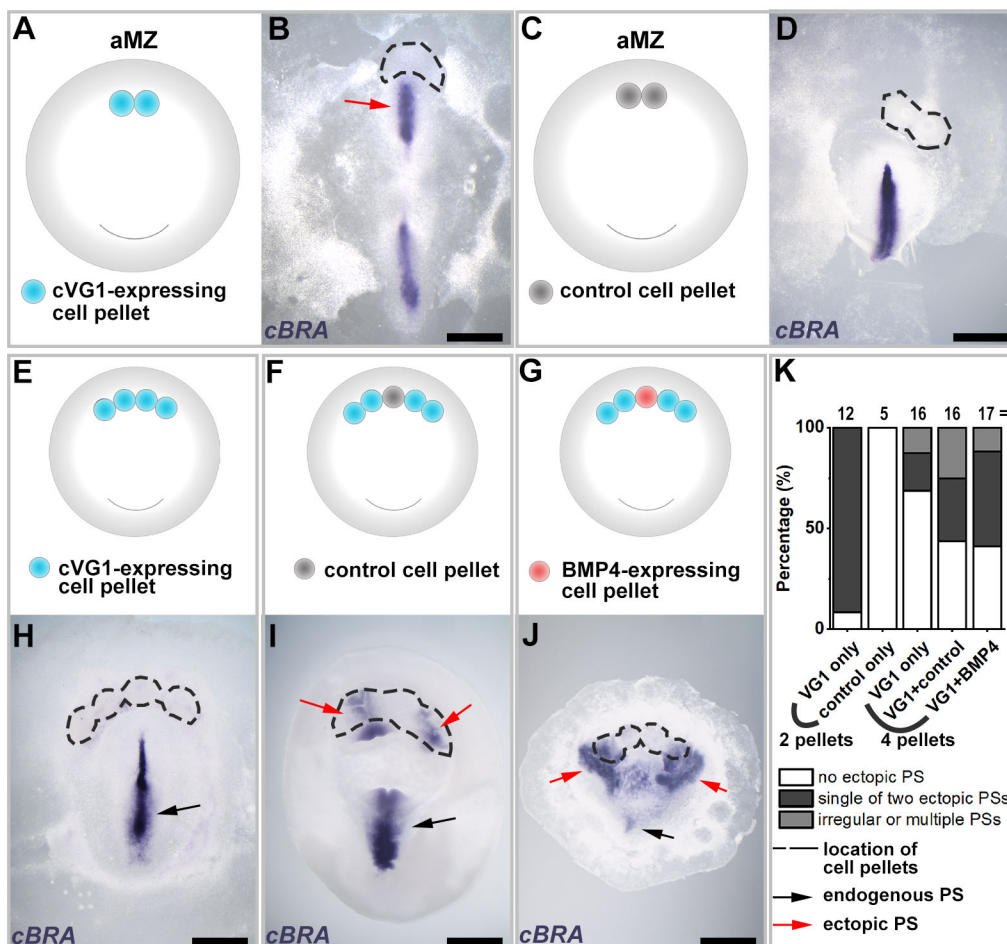 A
aMZ
cVG1-expressing
cell pellet
B
cBRA
C
aMZ
control cell pellet
D
cBRA
E
cVG1-expressing
cell pellet
F
control cell pellet
G
BMP4-expressing
cell pellet
H
cBRA
I
J
K
12 5 16 16 17 =
100
50
0
Percentage (%)
VG1 only
control only
VG1 only
VG1+control
VG1+BMP4
2 pellets
4 pellets
no ectopic PS
single of two ectopic PSs
irregular or multiple PSs
location of
cell pellets
endogenous PS
ectopic PS